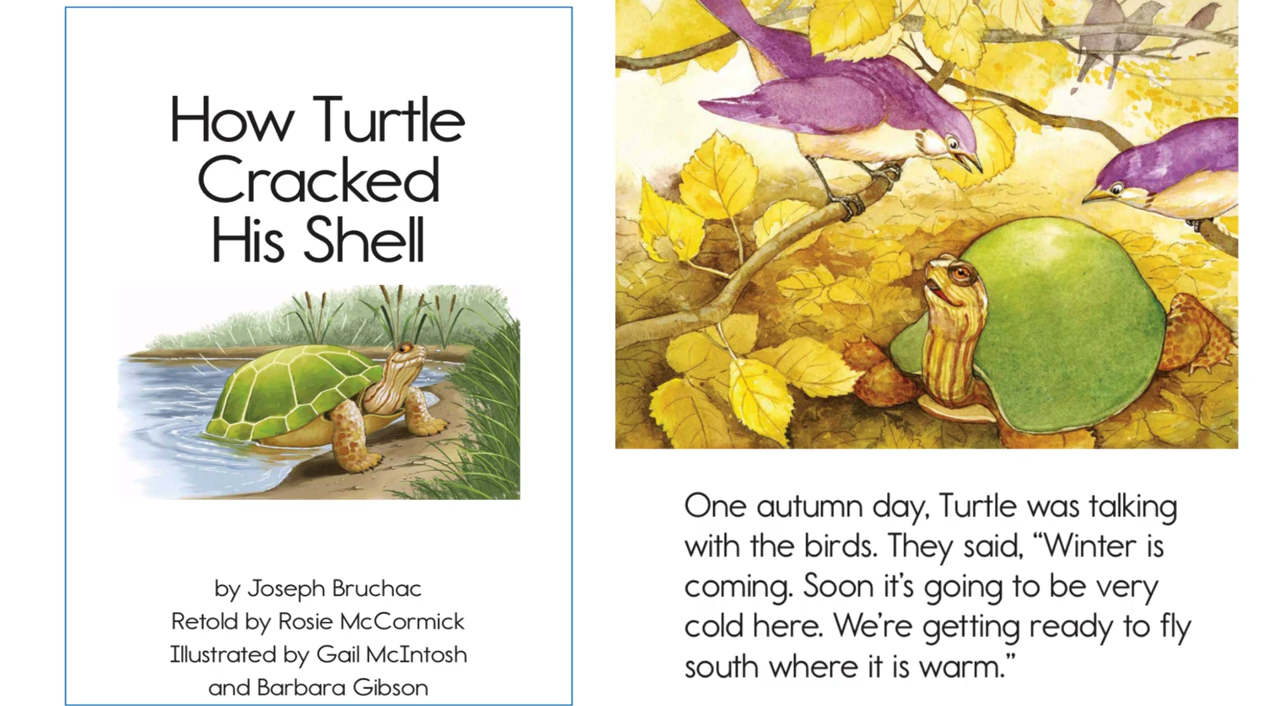 How Turtle
Cracked
His Shell
by Joseph Bruchac
Retold by Rosie McCormick
Illustrated by Gail McIntosh
and Barbara Gibson
One autumn day, Turtle was talking
with the birds. They said, “Winter is
coming. Soon it’s going to be very
cold here. We’re getting ready to fly
south where it is warm.”